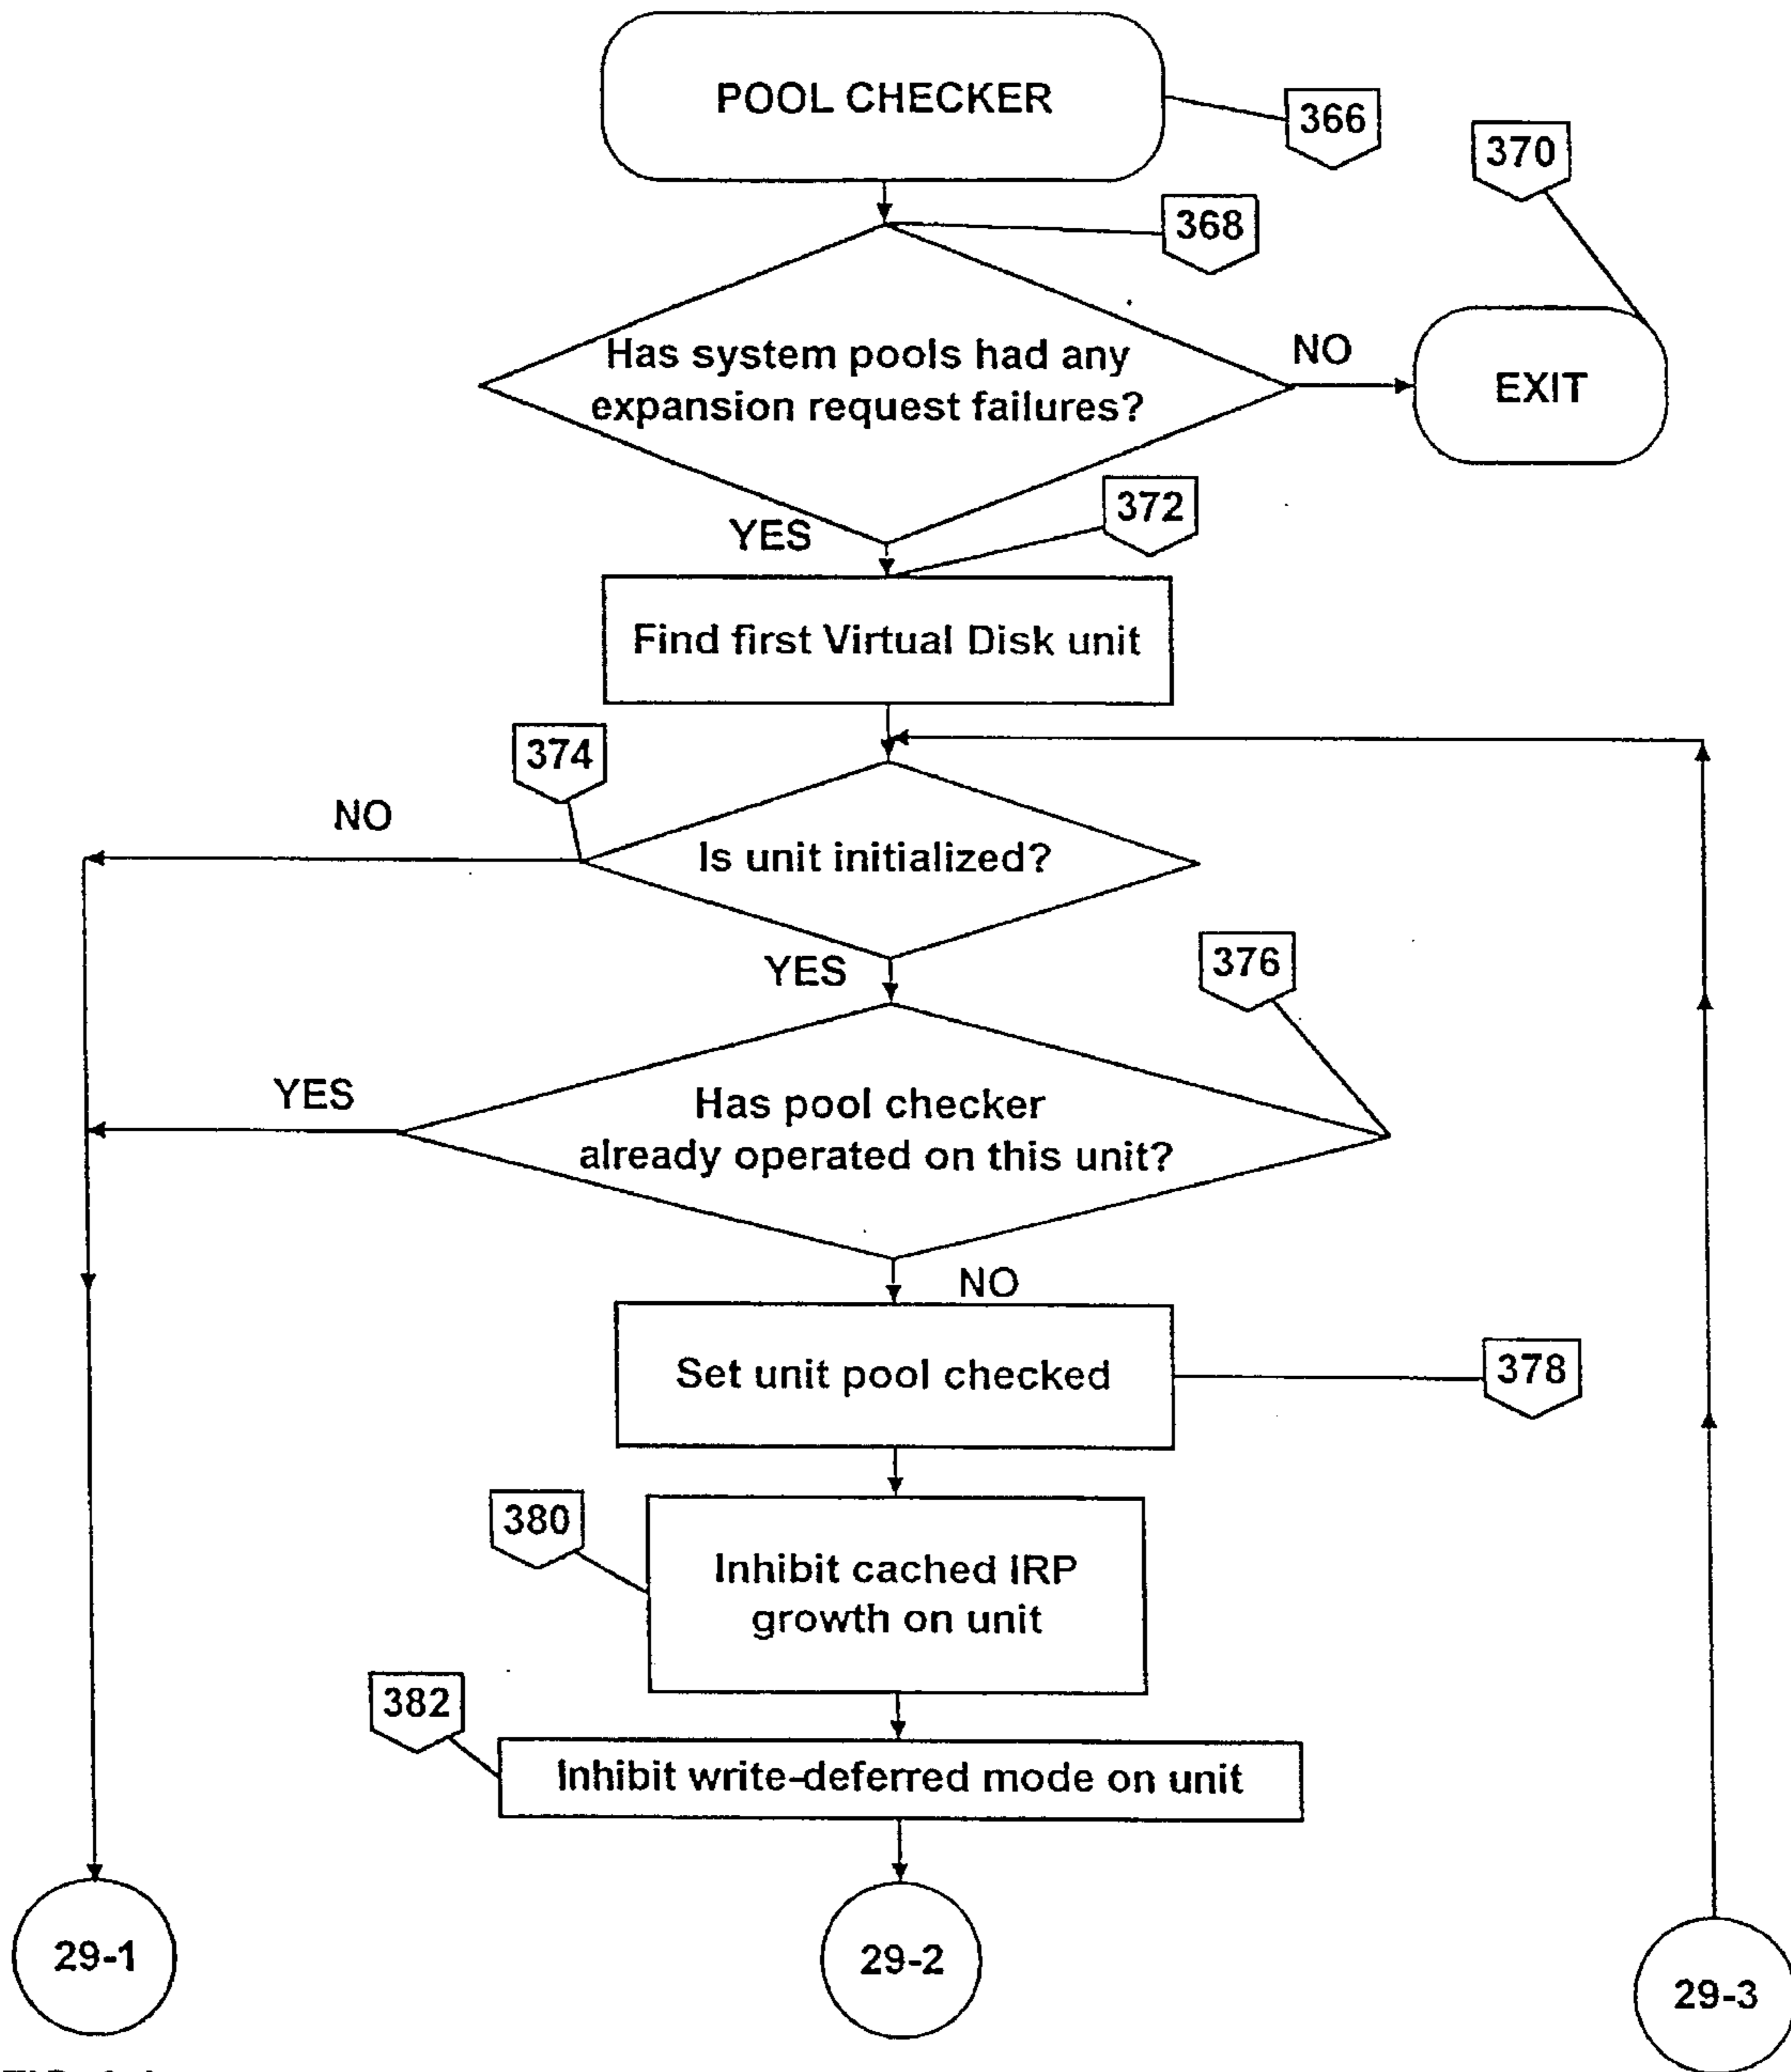 POOL CHECKER
366
370
368
Has system pools had any
expansion request failures?
NO
EXIT
372
YES
Find first Virtual Disk unit
374
NO
Is unit initialized?
YES
376
YES
Has pool checker
already operated on this unit?
NO
Set unit pool checked
378
380
Inhibit cached IRP
growth on unit
382
Inhibit write-deferred mode on unit
29-1
29-2
29-3